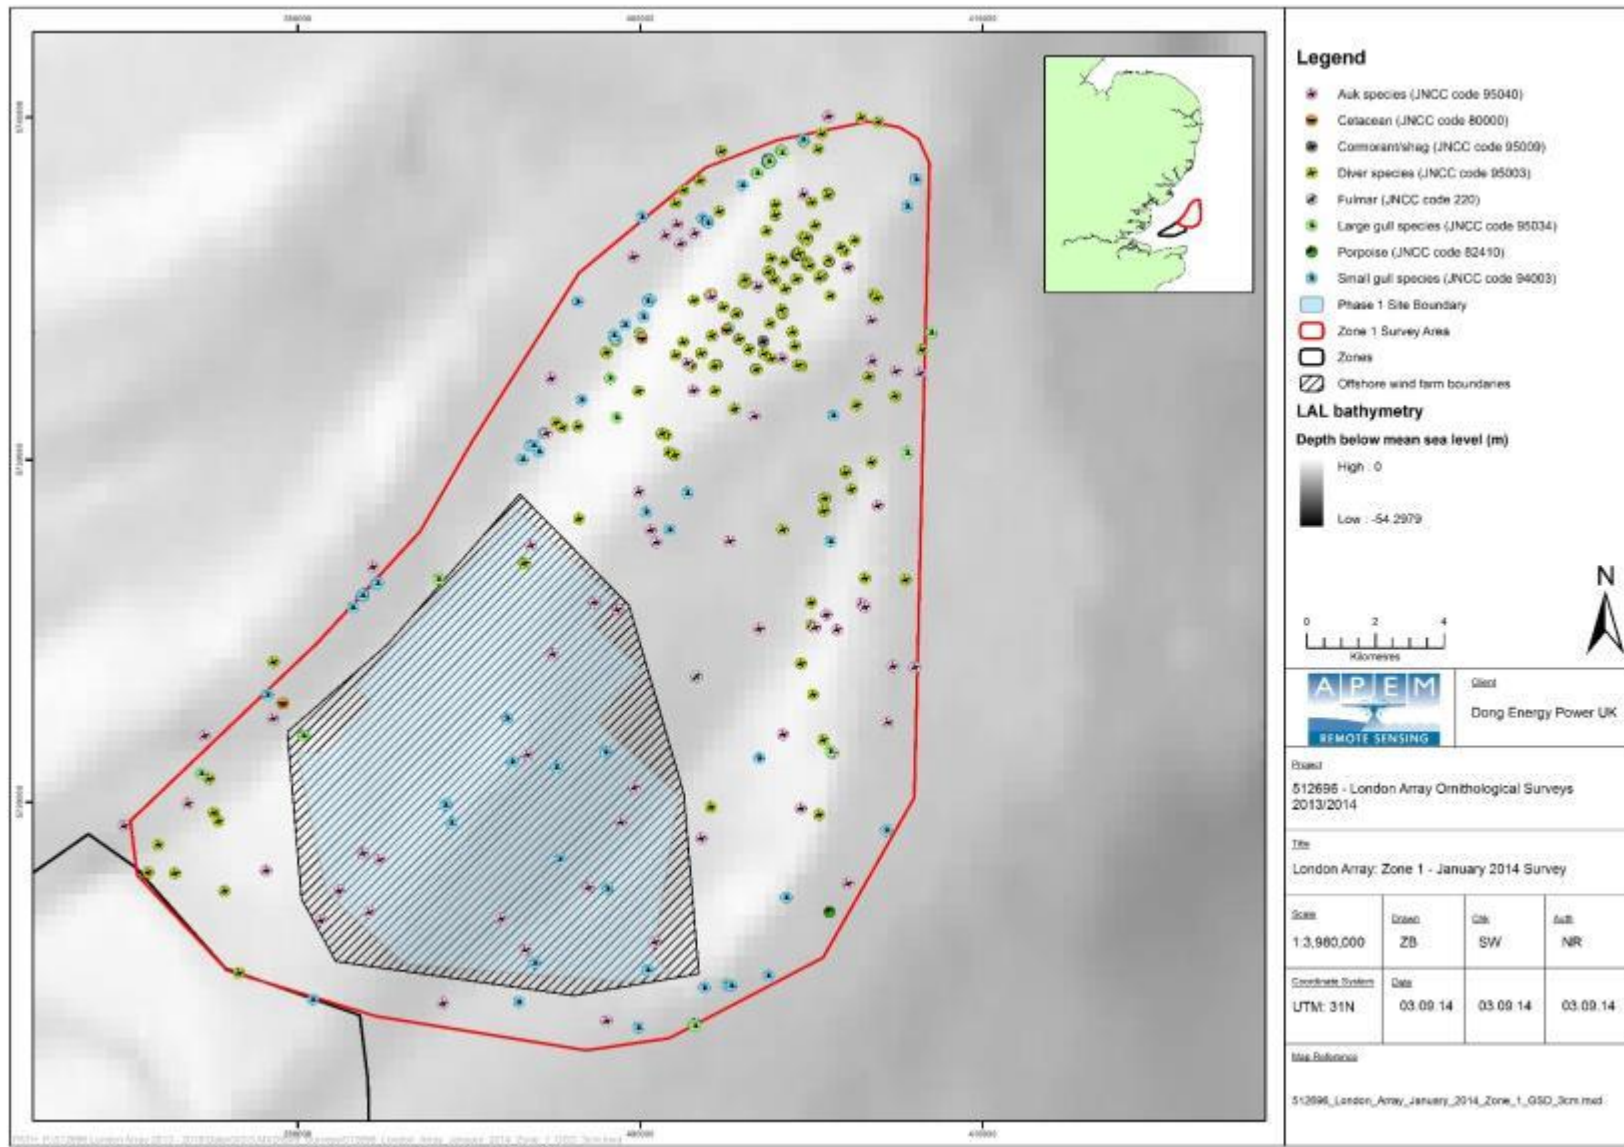 Legend
Auk species (JNCC code 95040)
Cetacean (JNCC code 80000)
Cormorant/shag (JNCC code 95009)
Diver species (JNCC code 95003)
Fulmar (JNCC code 220)
Large gull species (JNCC code 95034)
Porpoise (JNCC code 82410)
Small gull species (JNCC code 94003)
Phase 1 Site Boundary
Zone 1 Survey Area
Zones
Offshore wind farm boundaries
LAL bathymetry
Depth below mean sea level (m)
High : 0
Low : -54.2979
N
0 2 4
Kilometres
APEM
REMOTE SENSING
Client
Dong Energy Power UK
Project
512696 - London Array Ornithological Surveys
2013/2014
Title
London Array: Zone 1 - January 2014 Survey
Scale Drawn Chk Auth
1:3,980,000 ZB SW NR
Coordinate System Date
UTM: 31N 03.09.14 03.09.14 03.09.14
Map Reference
512696_London_Array_January_2014_Zone_1_GSD_3cm.mxd